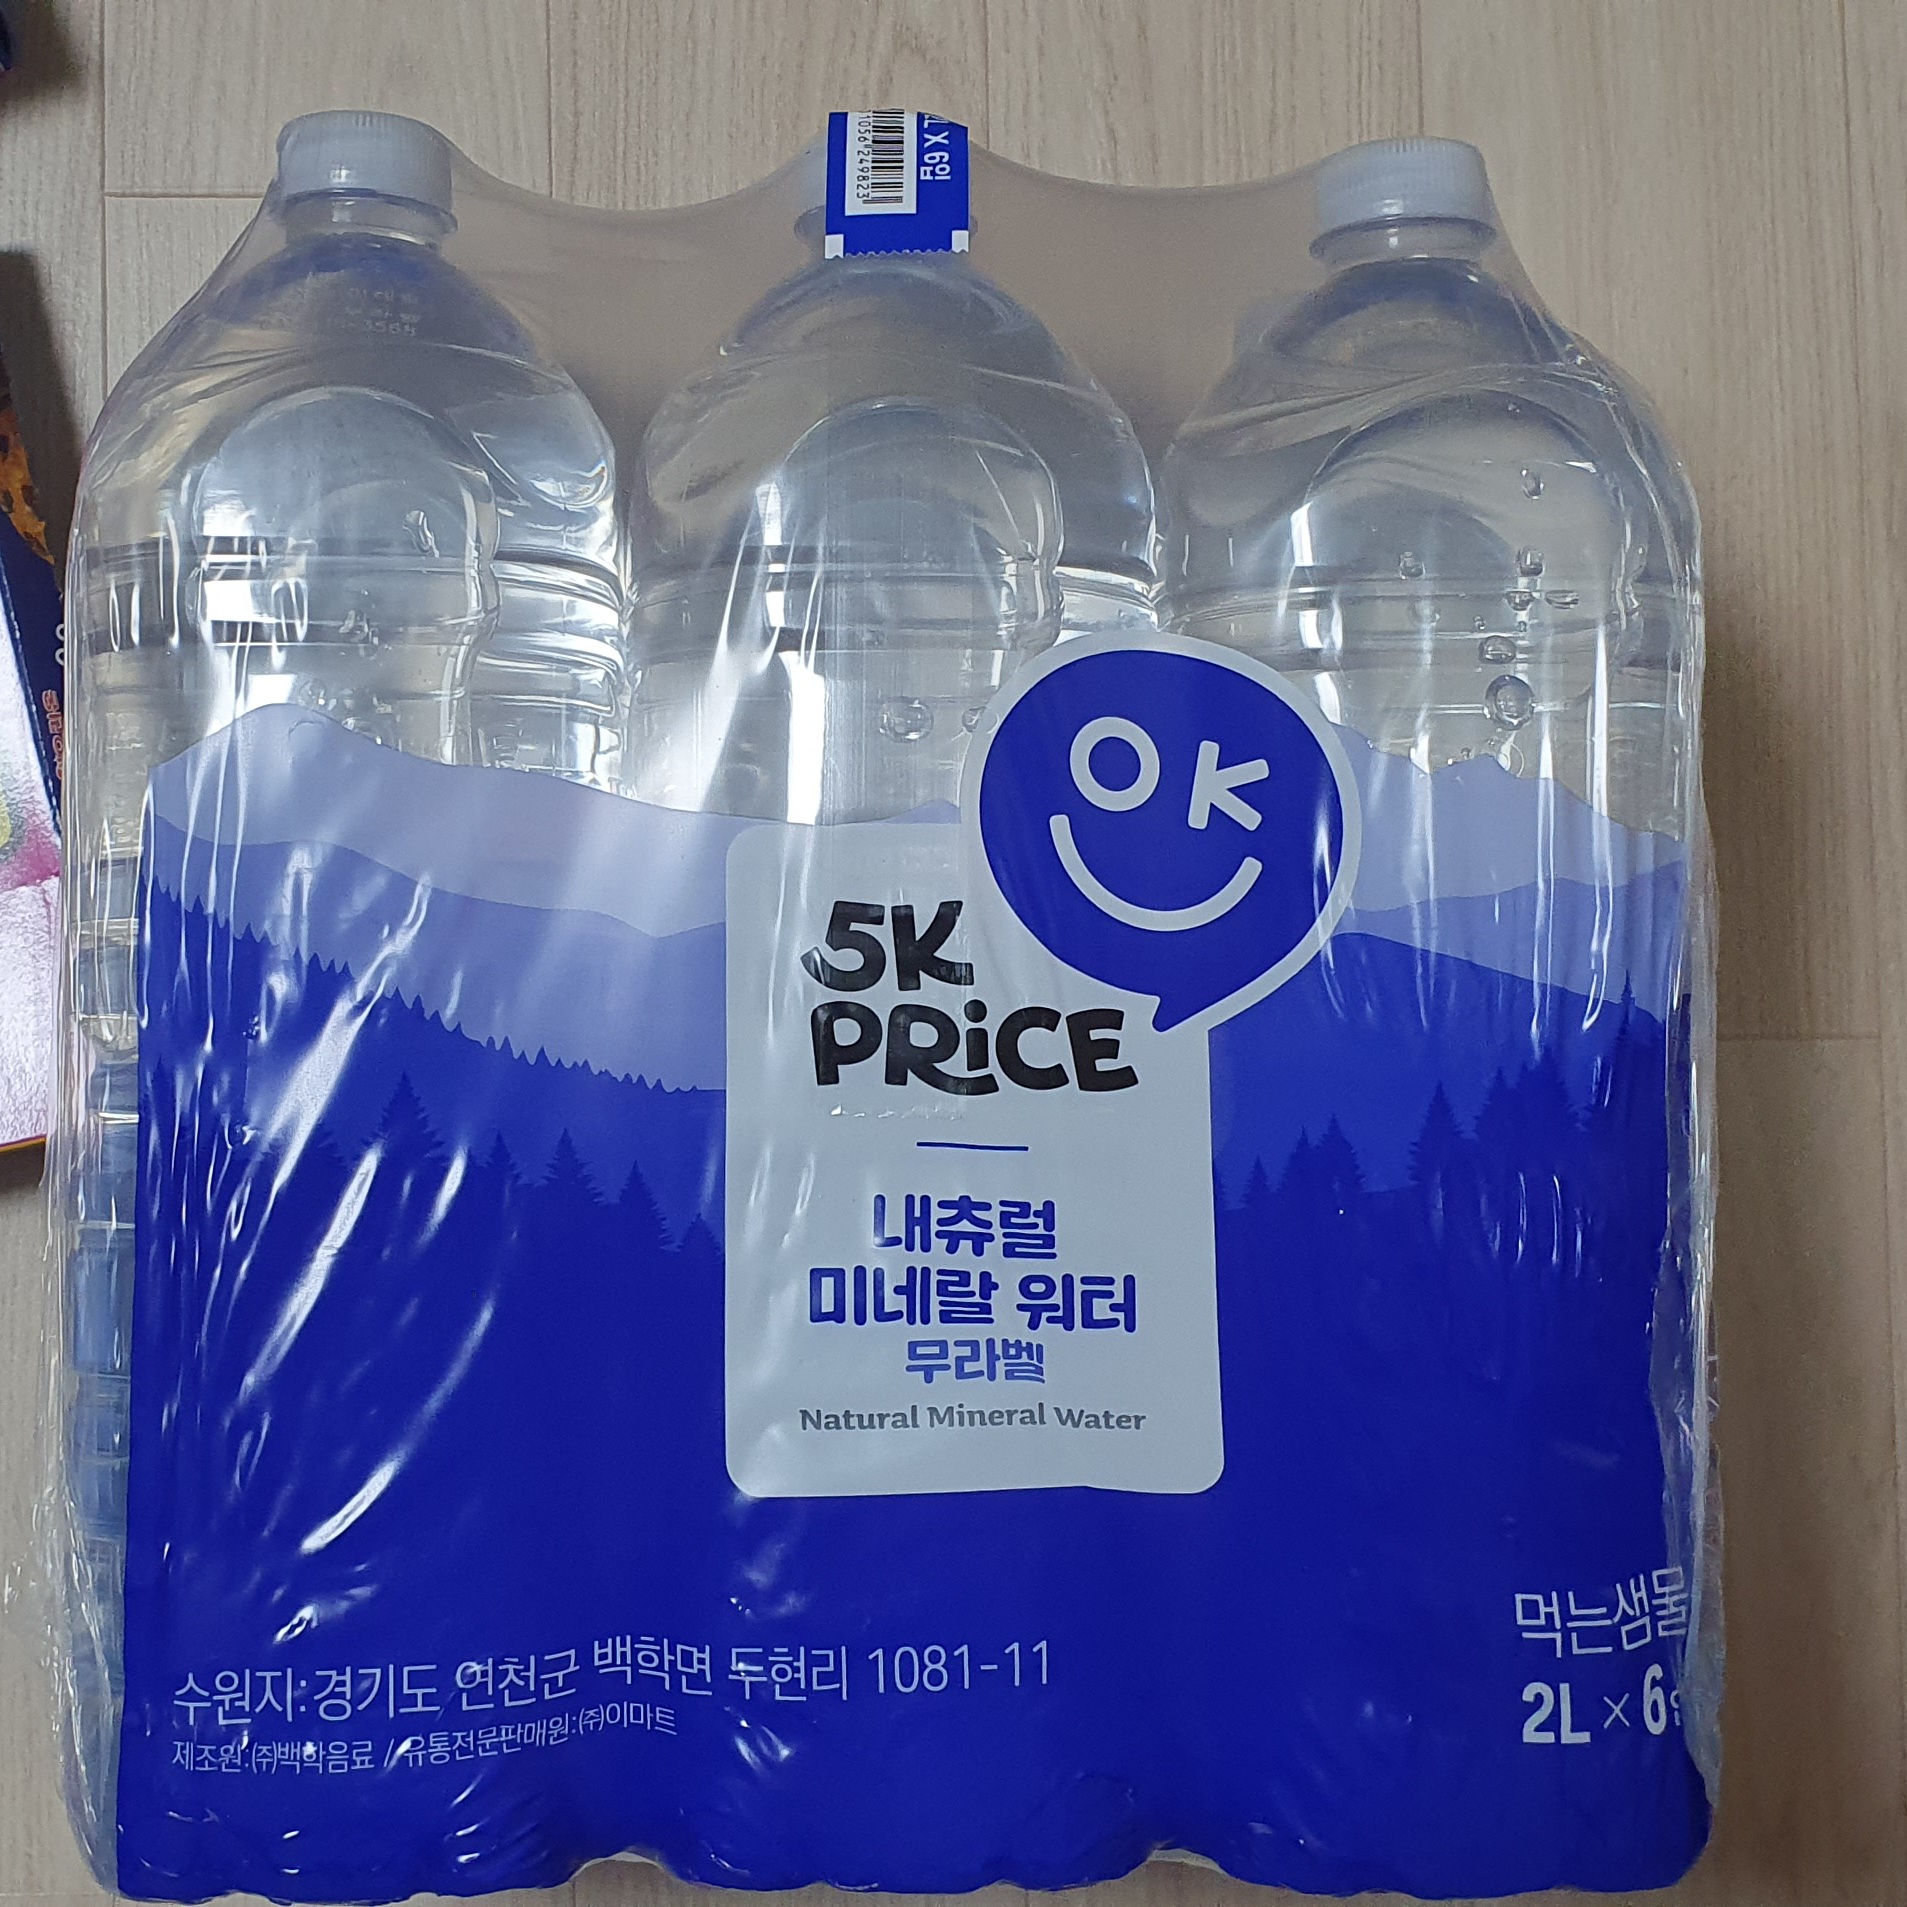 2L X 6입
OK
5K
PRiCE
내츄럴
미네랄 워터
무라벨
Natural Mineral Water
먹는샘물
2L × 6
수원지: 경기도 연천군 백학면 두현리 1081-11
제조원:㈜백학음료 / 유통전문판매원:㈜이마트